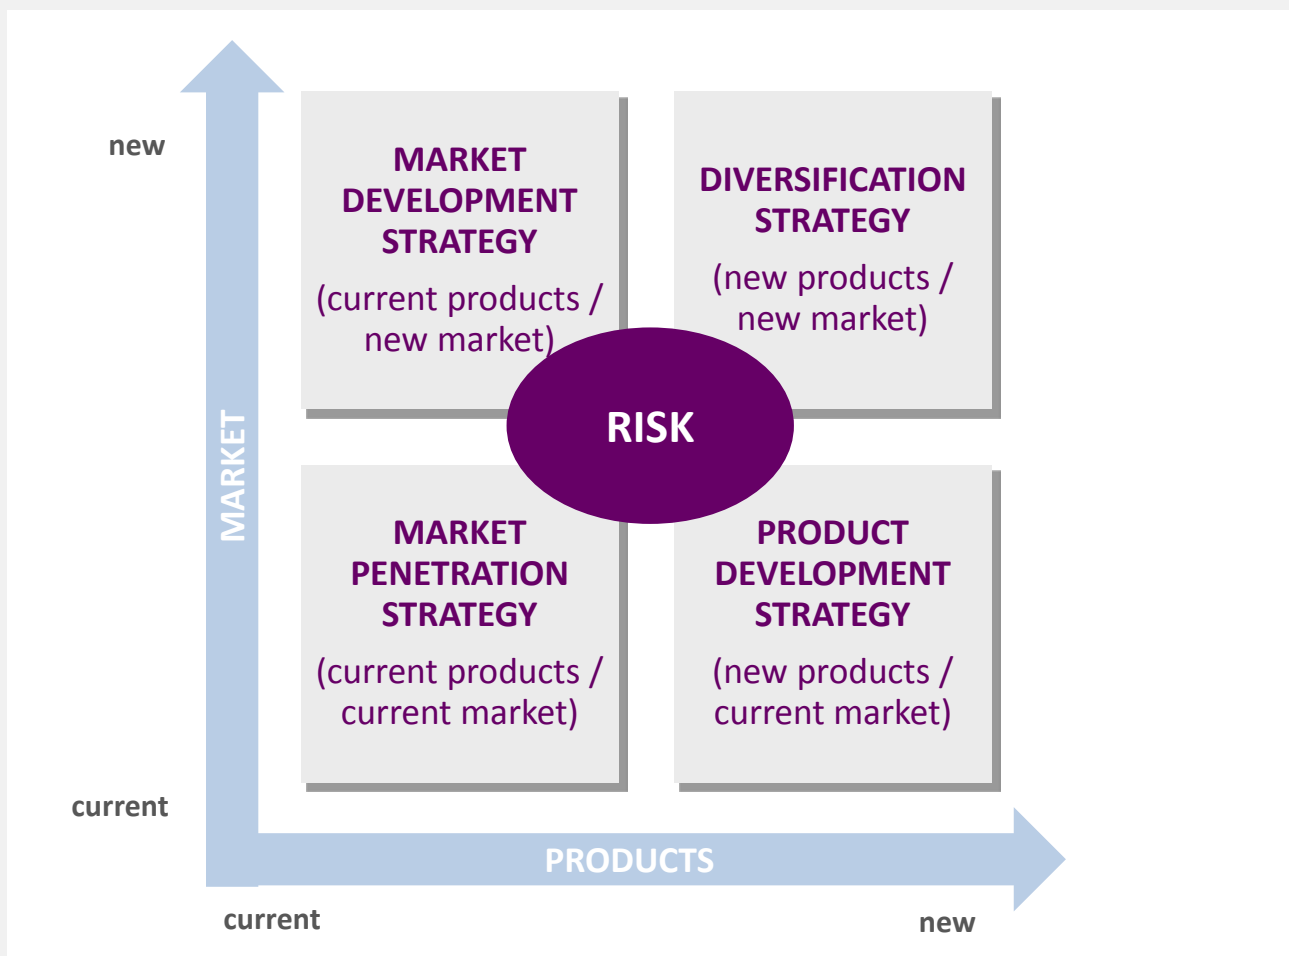 new
MARKET
DEVELOPMENT
STRATEGY
(current products /
new market)
DIVERSIFICATION
STRATEGY
(new products /
new market)
RISK
MARKET
MARKET
PENETRATION
STRATEGY
(current products /
current market)
PRODUCT
DEVELOPMENT
STRATEGY
(new products /
current market)
current
PRODUCTS
current
new